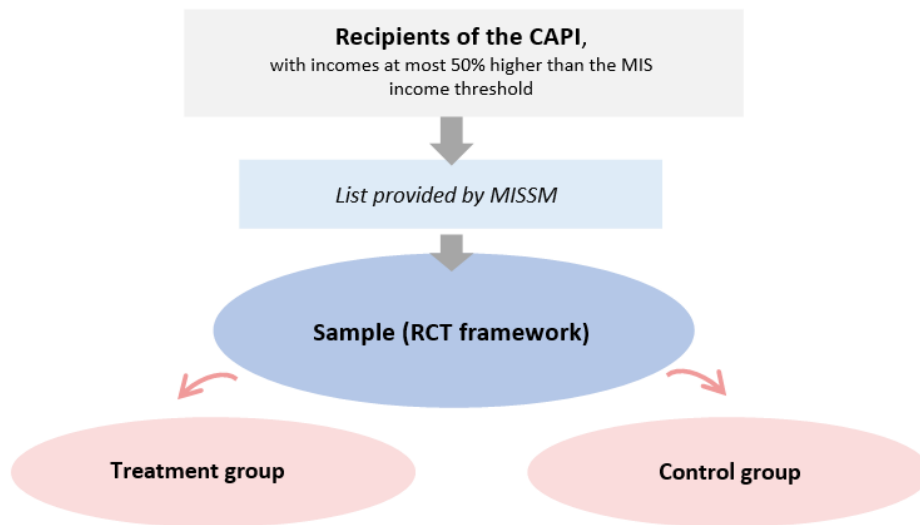 Recipients of the CAPI,
with incomes at most 50% higher than the MIS
income threshold
List provided by MISSM
Sample (RCT framework)
Treatment group
Control group